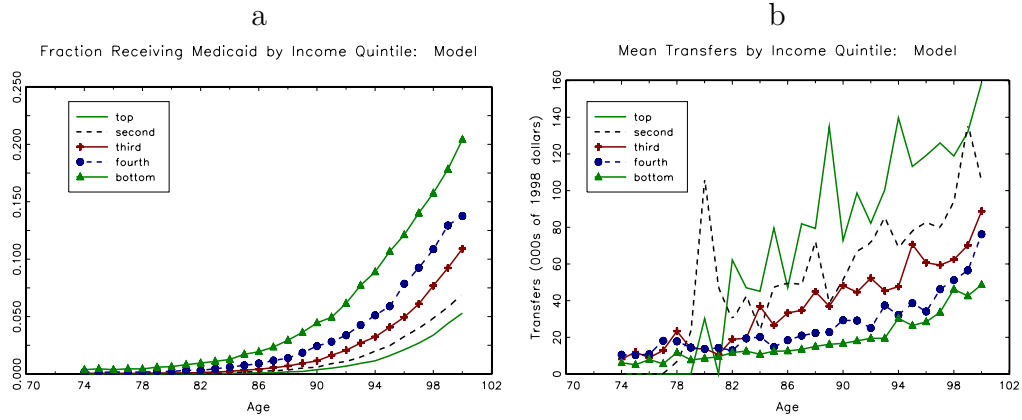 a
Fraction Receiving Medicaid by Income Quintile: Model
0.250
0.200
0.150
0.100
0.050
0.000
top
second
third
fourth
bottom
70 74 78 82 86 90 94 98 102
Age
b
Mean Transfers by Income Quintile: Model
Transfers (000s of 1998 dollars)
160
140
120
100
80
60
40
20
0
top
second
third
fourth
bottom
70 74 78 82 86 90 94 98 102
Age